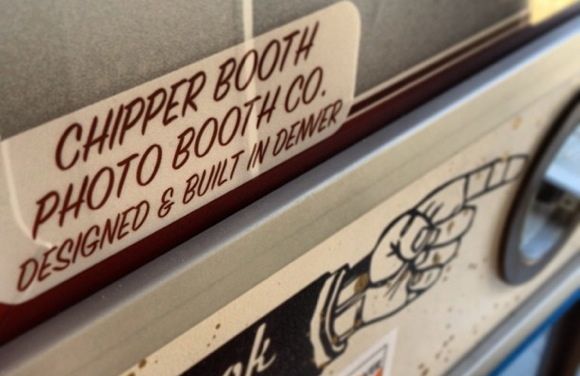 CHIPPER BOOTH
PHOTO BOOTH CO.
DESIGNED & BUILT IN DENVER